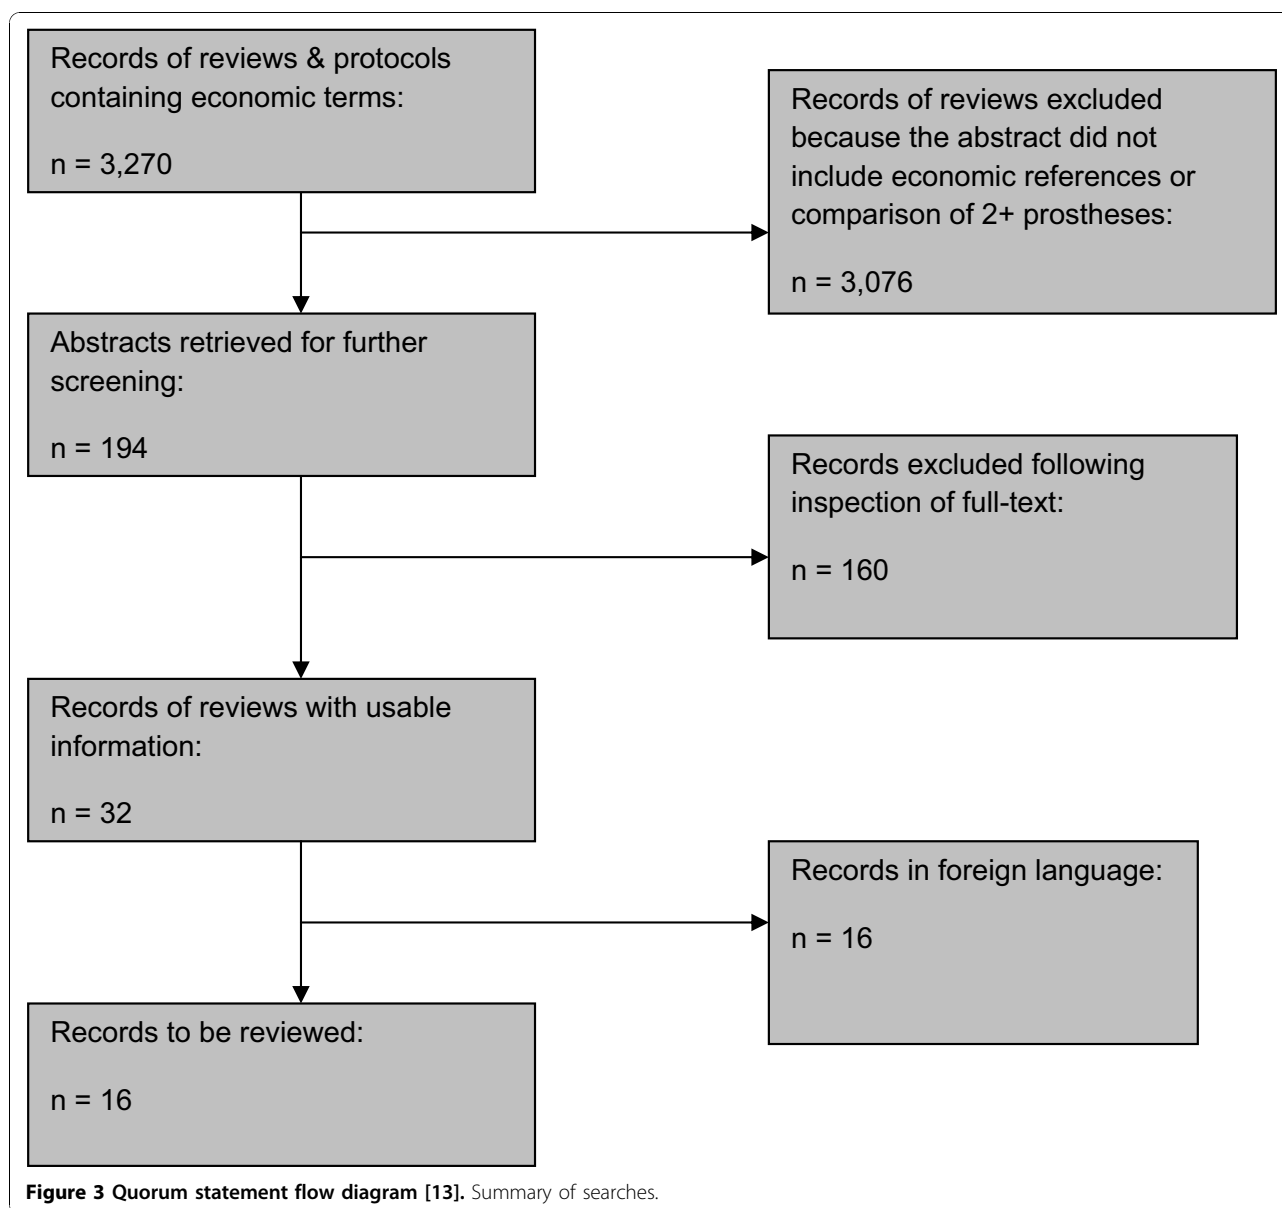 Records of reviews & protocols
containing economic terms:
n = 3,270
Records of reviews excluded
because the abstract did not
include economic references or
comparison of 2+ prostheses:
n = 3,076
Abstracts retrieved for further
screening:
n = 194
Records excluded following
inspection of full-text:
n = 160
Records of reviews with usable
information:
n = 32
Records in foreign language:
n = 16
Records to be reviewed:
n = 16
Figure 3 Quorum statement flow diagram [13]. Summary of searches.